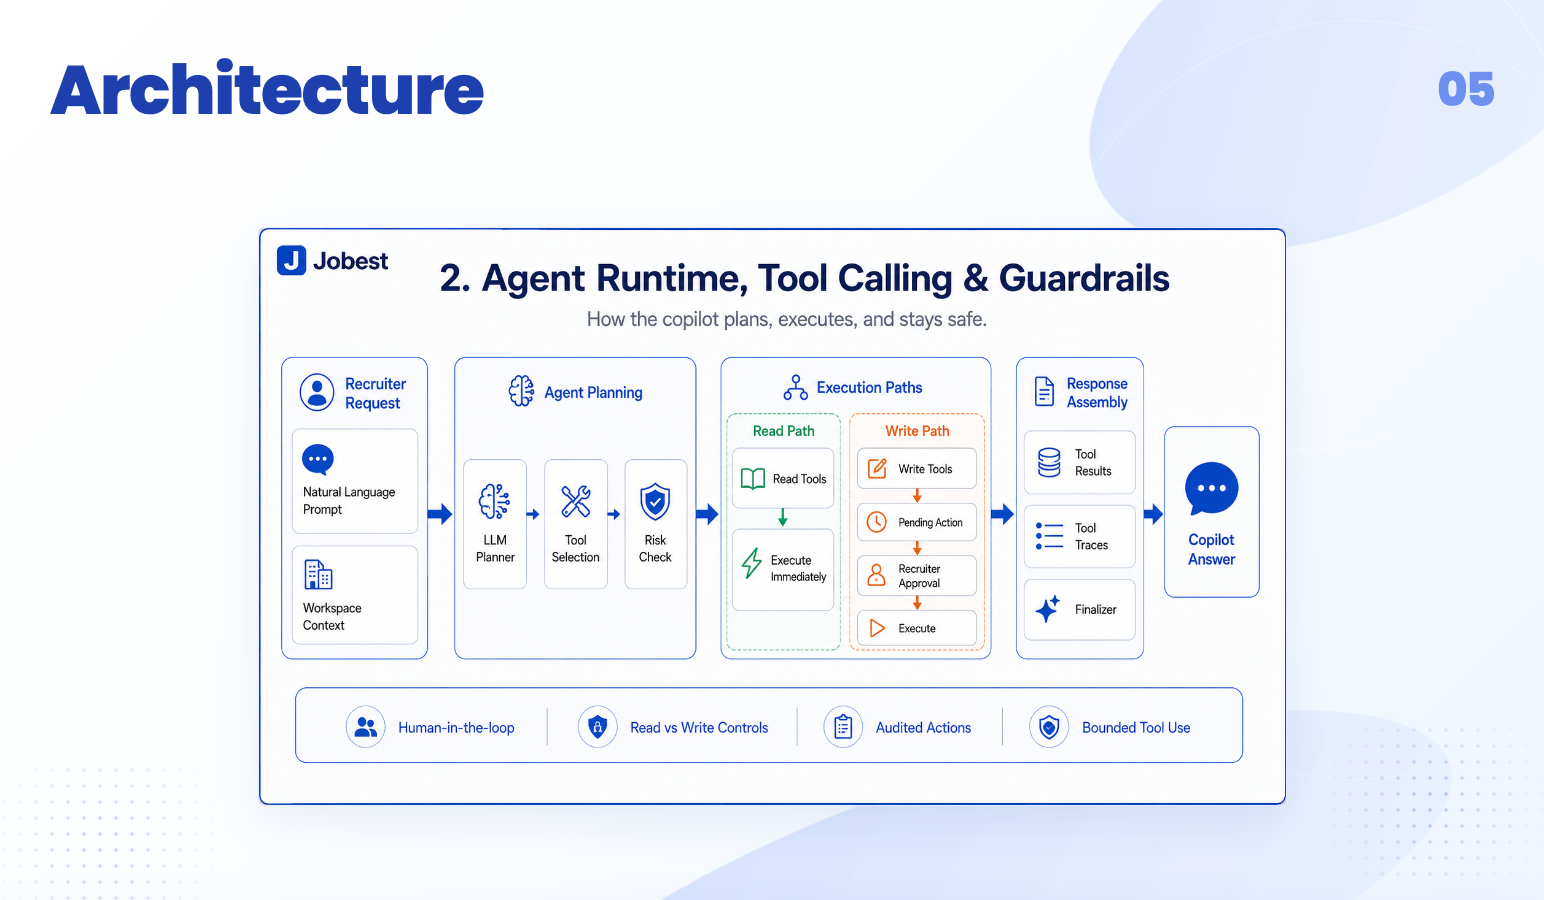 Architecture
05
Jobest
2. Agent Runtime, Tool Calling & Guardrails
How the copilot plans, executes, and stays safe.
Recruiter
Request
Natural Language
Prompt
Workspace
Context
Agent Planning
LLM
Planner
Tool
Selection
Risk
Check
Execution Paths
Read Path
Read Tools
Execute
Immediately
Write Path
Write Tools
Pending Action
Recruiter
Approval
Execute
Response
Assembly
Tool
Results
Tool
Traces
Finalizer
Copilot
Answer
Human-in-the-loop
Read vs Write Controls
Audited Actions
Bounded Tool Use